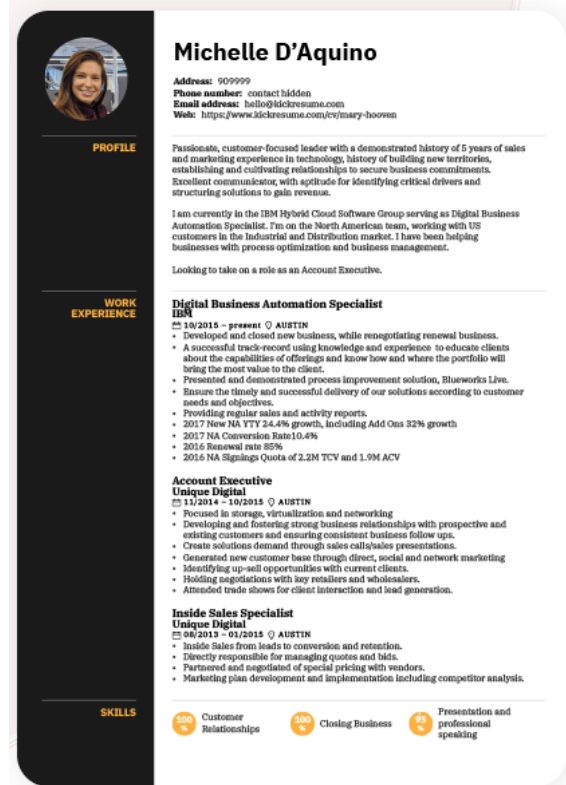 Michelle D'Aquino
Address: 909999
Phone number: contact hidden
Email address: hello@kickresume.com
Web: https://www.kickresume.com/cv/mary-hooven
PROFILE
Passionate, customer-focused leader with a demonstrated history of 5 years of sales
and marketing experience in technology, history of building new territories,
establishing and cultivating relationships to secure business commitments.
Excellent communicator, with aptitude for identifying critical drivers and
structuring solutions to gain revenue.
I am currently in the IBM Hybrid Cloud Software Group serving as Digital Business
Automation Specialist. I'm on the North American team, working with US
customers in the Industrial and Distribution market. I have been helping
businesses with process optimization and business management.
Looking to take on a role as an Account Executive.
WORK
EXPERIENCE
Digital Business Automation Specialist
IBM
10/2015 – present AUSTIN
• Developed and closed new business, while renegotiating renewal business.
• A successful track-record using knowledge and experience to educate clients
about the capabilities of offerings and know how and where the portfolio will
bring the most value to the client.
• Presented and demonstrated process improvement solution, Blueworks Live.
• Ensure the timely and successful delivery of our solutions according to customer
needs and objectives.
• Providing regular sales and activity reports.
• 2017 New NA YTY 24.4% growth, including Add Ons 32% growth
• 2017 NA Conversion Rate10.4%
• 2016 Renewal rate 85%
• 2016 NA Signings Quota of 2.2M TCV and 1.9M ACV
Account Executive
Unique Digital
11/2014 – 10/2015 AUSTIN
• Focused in storage, virtualization and networking
• Developing and fostering strong business relationships with prospective and
existing customers and ensuring consistent business follow ups.
• Create solutions demand through sales calls/sales presentations.
• Generated new customer base through direct, social and network marketing
• Identifying up-sell opportunities with current clients.
• Holding negotiations with key retailers and wholesalers.
• Attended trade shows for client interaction and lead generation.
Inside Sales Specialist
Unique Digital
08/2013 – 01/2015 AUSTIN
• Inside Sales from leads to conversion and retention.
• Directly responsible for managing quotes and bids.
• Partnered and negotiated of special pricing with vendors.
• Marketing plan development and implementation including competitor analysis.
SKILLS
100
%
Customer
Relationships
100
%
Closing Business
95
%
Presentation and
professional
speaking